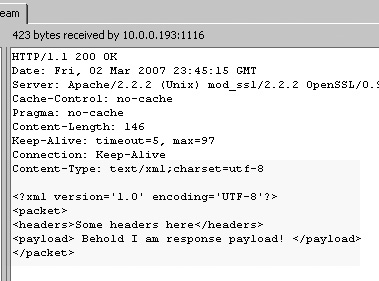 eam
423 bytes received by 10.0.0.193:1116
HTTP/1.1 200 OK
Date: Fri, 02 Mar 2007 23:45:15 GMT
Server: Apache/2.2.2 (Unix) mod_ssl/2.2.2 OpenSSL/0.9
Cache-Control: no-cache
Pragma: no-cache
Content-Length: 146
Keep-Alive: timeout=5, max=97
Connection: Keep-Alive
Content-Type: text/xml;charset=utf-8
<?xml version='1.0' encoding='UTF-8'?>
<packet>
<headers>Some headers here</headers>
<payload> Behold I am response payload! </payload>
</packet>